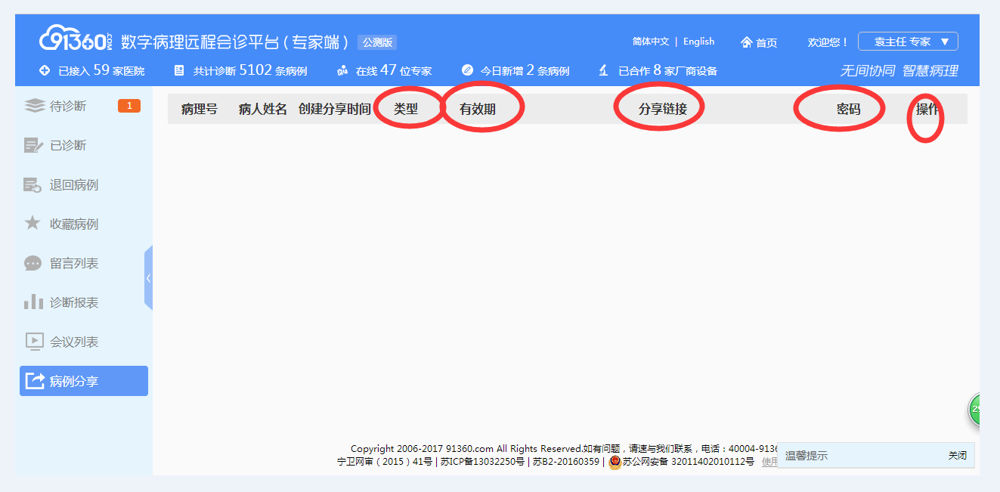 91360.com 数字病理远程会诊平台（专家端） 公测版 简体中文 | English 首页 欢迎您！ 袁主任 专家 ▼
已接入 59 家医院 共计诊断 5102 条病例 在线 47 位专家 今日新增 2 条病例 已合作 8 家厂商设备 无间协同 智慧病理
待诊断 1
已诊断
退回病例
收藏病例
留言列表
诊断报表
会议列表
病例分享
病理号 病人姓名 创建分享时间 类型 有效期 分享链接 密码 操作
Copyright 2006-2017 91360.com All Rights Reserved.如有问题，请速与我们联系，电话：40004-9136
宁卫网审（2015）41号 | 苏ICP备13032250号 | 苏B2-20160359 | 苏公网安备 32011402010112号 使用
温馨提示 关闭